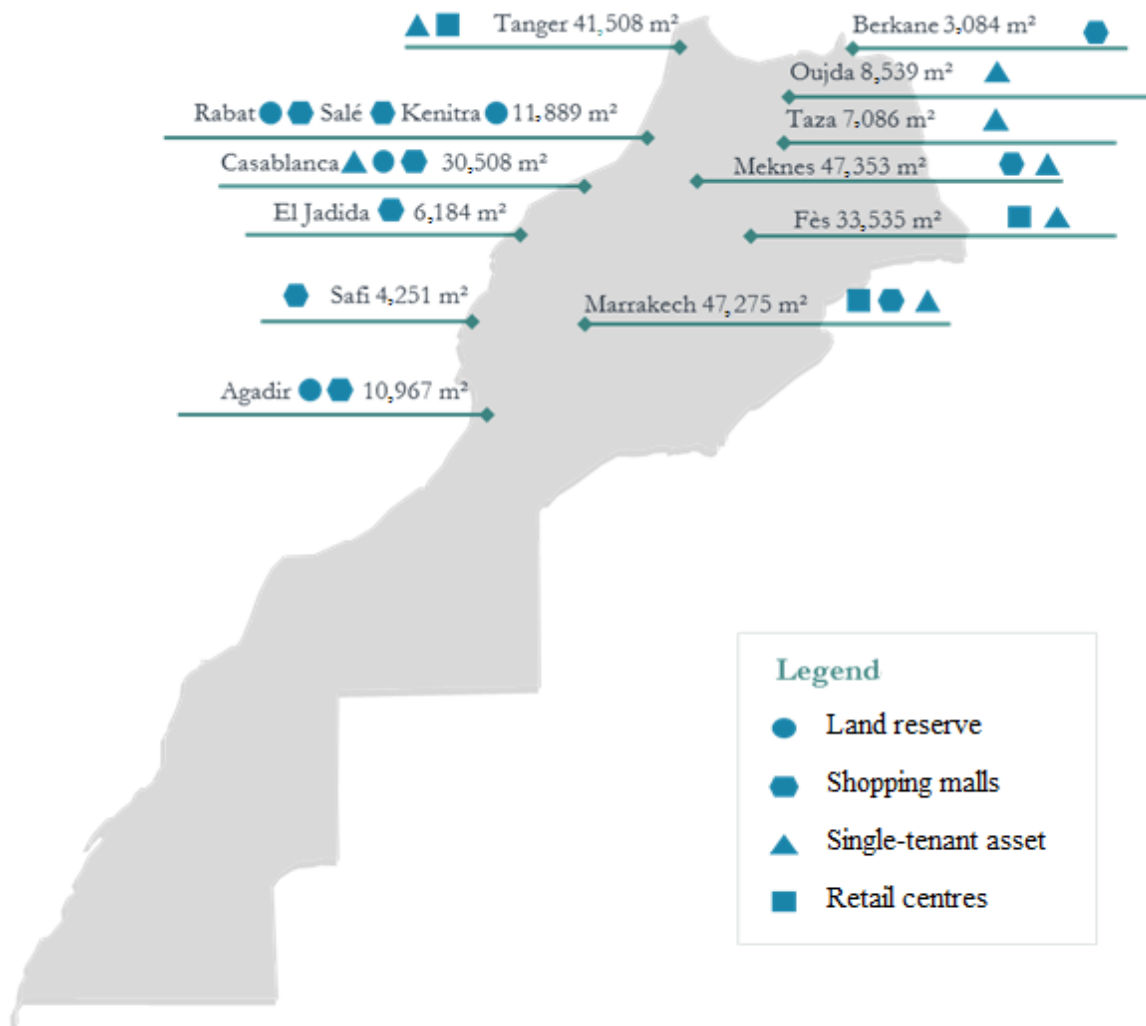 Tanger 41,508 m²
Berkane 3,084 m²
Oujda 8,539 m²
Rabat Salé Kenitra 11,889 m²
Taza 7,086 m²
Casablanca 30,508 m²
Meknes 47,353 m²
El Jadida 6,184 m²
Fès 33,535 m²
Safi 4,251 m²
Marrakech 47,275 m²
Agadir 10,967 m²
Legend
Land reserve
Shopping malls
Single-tenant asset
Retail centres